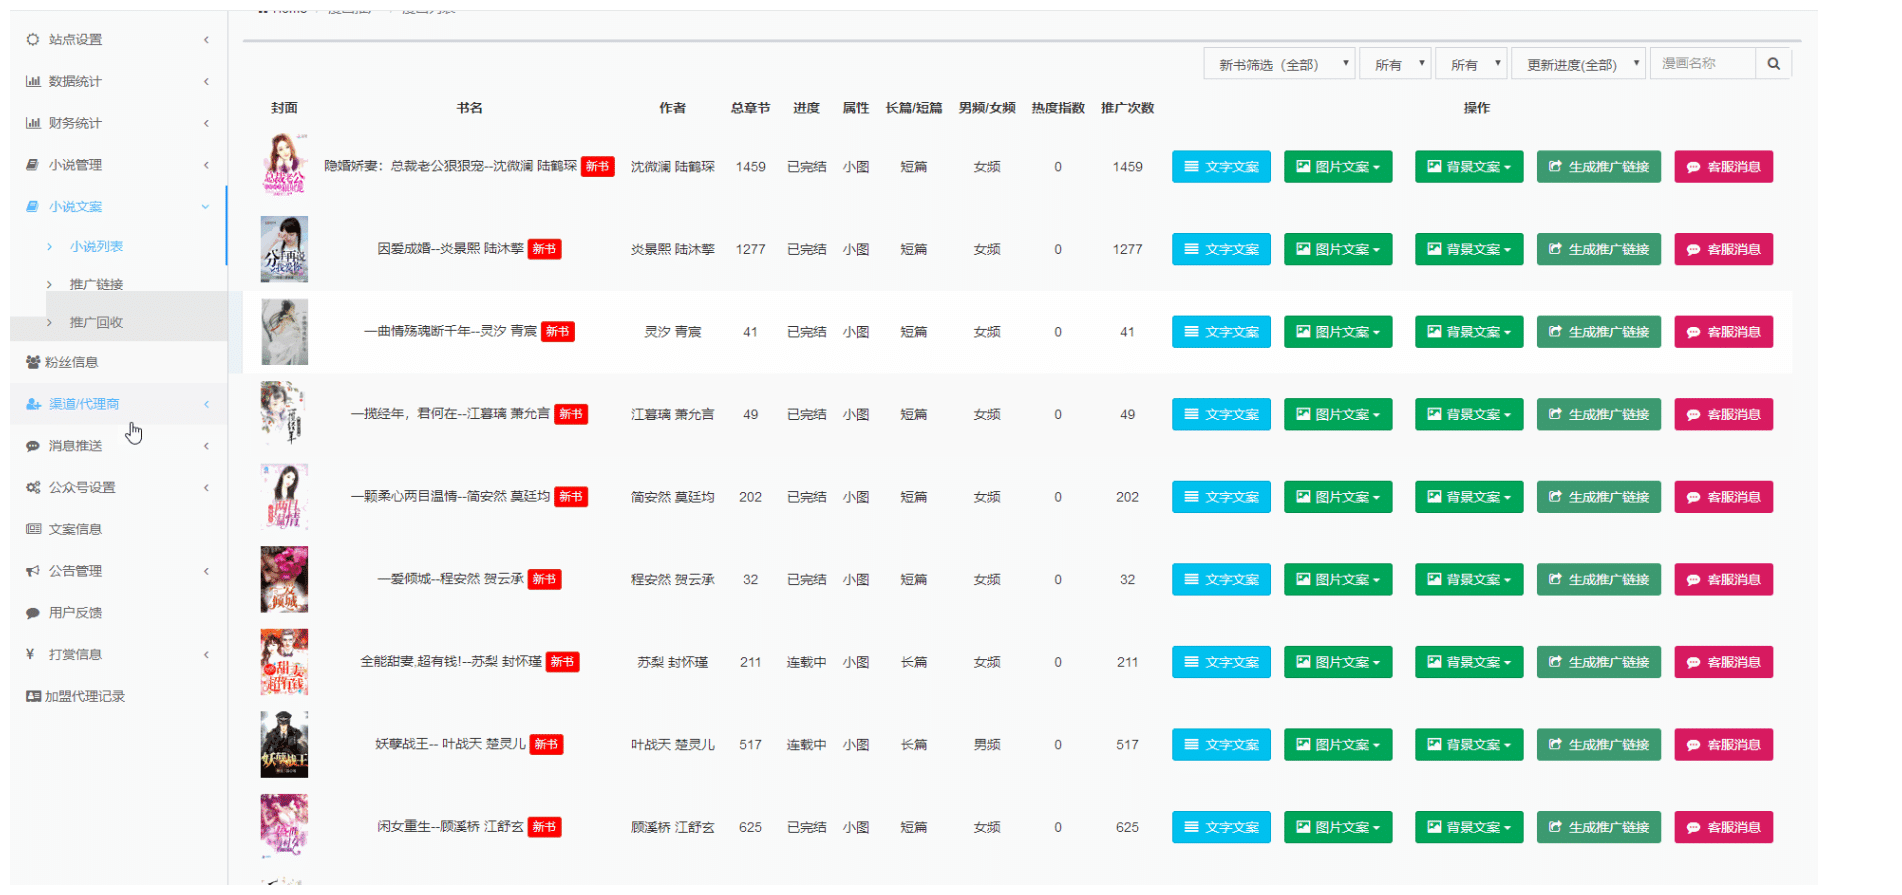 站点设置
数据统计
财务统计
小说管理
小说文案
小说列表
推广链接
推广回收
粉丝信息
渠道/代理商
消息推送
公众号设置
文案信息
公告管理
用户反馈
¥ 打赏信息
加盟代理记录
新书筛选（全部） 所有 所有 更新进度(全部) 漫画名称
封面 书名 作者 总章节 进度 属性 长篇/短篇 男频/女频 热度指数 推广次数 操作
隐婚娇妻：总裁老公狠狠宠--沈微澜 陆鹤琛 新书 沈微澜 陆鹤琛 1459 已完结 小图 短篇 女频 0 1459 文字文案 图片文案 背景文案 生成推广链接 客服消息
因爱成婚--炎景熙 陆沐擎 新书 炎景熙 陆沐擎 1277 已完结 小图 短篇 女频 0 1277 文字文案 图片文案 背景文案 生成推广链接 客服消息
一曲情殇魂断千年--灵汐 青宸 新书 灵汐 青宸 41 已完结 小图 短篇 女频 0 41 文字文案 图片文案 背景文案 生成推广链接 客服消息
一揽经年，君何在--江暮璃 萧允言 新书 江暮璃 萧允言 49 已完结 小图 短篇 女频 0 49 文字文案 图片文案 背景文案 生成推广链接 客服消息
一颗柔心两目温情--简安然 莫廷均 新书 简安然 莫廷均 202 已完结 小图 短篇 女频 0 202 文字文案 图片文案 背景文案 生成推广链接 客服消息
一爱倾城--程安然 贺云承 新书 程安然 贺云承 32 已完结 小图 短篇 女频 0 32 文字文案 图片文案 背景文案 生成推广链接 客服消息
全能甜妻,超有钱!--苏梨 封怀瑾 新书 苏梨 封怀瑾 211 连载中 小图 长篇 女频 0 211 文字文案 图片文案 背景文案 生成推广链接 客服消息
妖孽战王-- 叶战天 楚灵儿 新书 叶战天 楚灵儿 517 连载中 小图 长篇 男频 0 517 文字文案 图片文案 背景文案 生成推广链接 客服消息
闲女重生--顾溪桥 江舒玄 新书 顾溪桥 江舒玄 625 已完结 小图 短篇 女频 0 625 文字文案 图片文案 背景文案 生成推广链接 客服消息